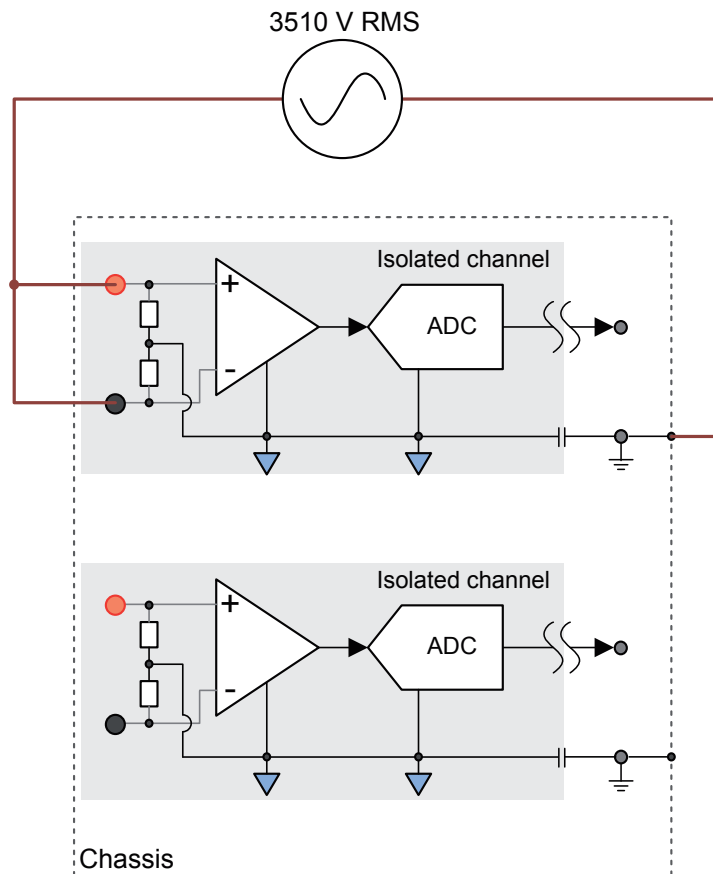 3510 V RMS
Isolated channel
+
ADC
-
Isolated channel
+
ADC
-
Chassis